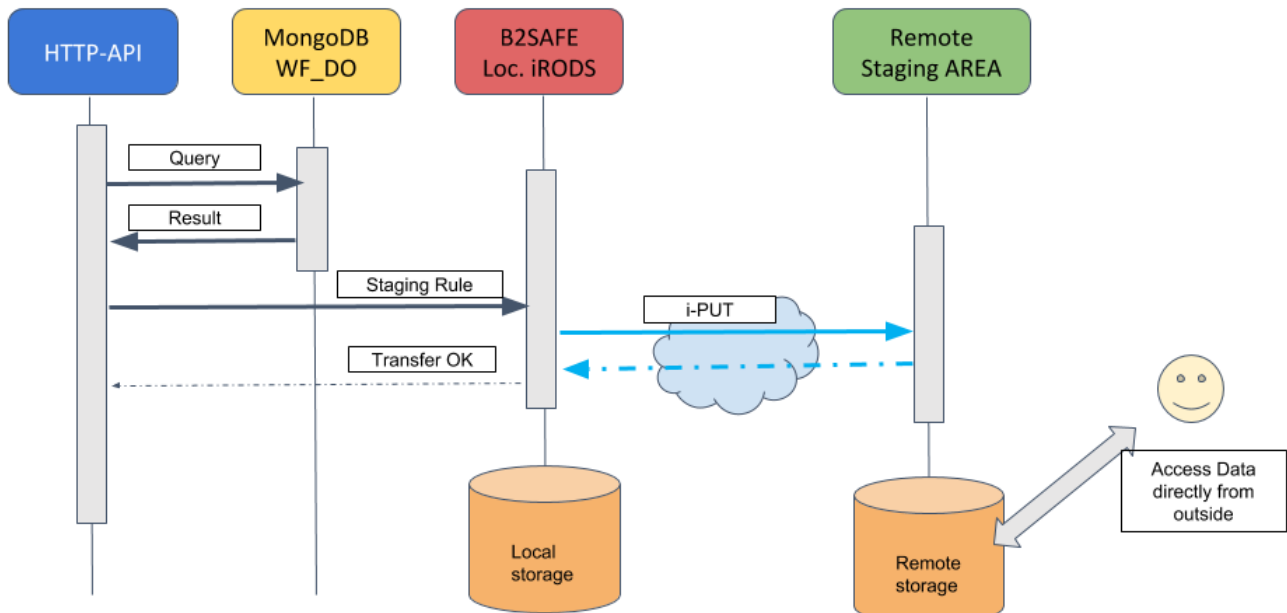 HTTP-API
MongoDB
WF_DO
B2SAFE
Loc. iRODS
Remote
Staging AREA
Query
Result
Staging Rule
i-PUT
Transfer OK
Access Data
directly from
outside
Local
storage
Remote
storage